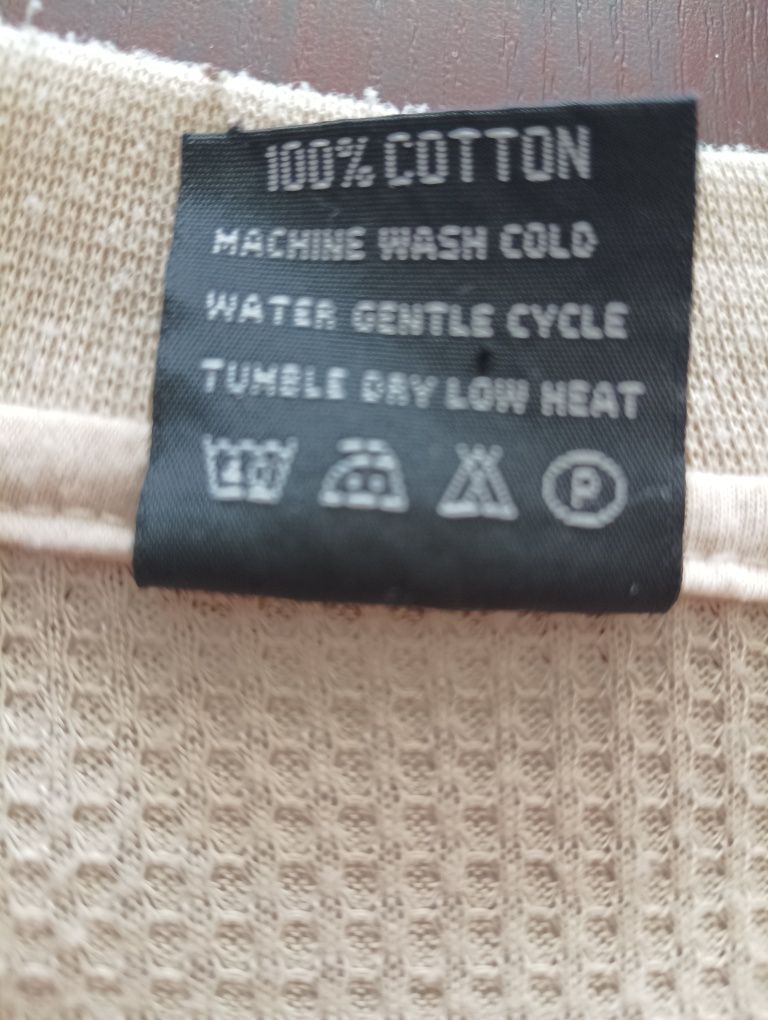 100% COTTON
MACHINE WASH COLD
WATER GENTLE CYCLE
TUMBLE DRY LOW HEAT
40 P